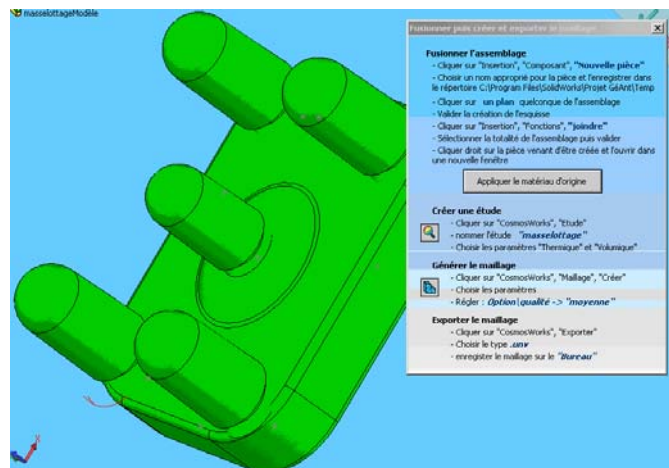 masselottageModèle
Fusionner puis créer et exporter le maillage
Fusionner l'assemblage
- Cliquer sur "Insertion", "Composant", "Nouvelle pièce"
- Choisir un nom approprié pour la pièce et l'enregistrer dans
le répertoire C:\Program Files\SolidWorks\Projet GéAnt\Temp
- Cliquer sur un plan quelconque de l'assemblage
- Valider la création de l'esquisse
- Cliquer sur "Insertion", "Fonctions", "joindre"
- Sélectionner la totalité de l'assemblage puis valider
- Cliquer droit sur la pièce venant d'être créée et l'ouvrir dans
une nouvelle fenêtre
Appliquer le matériau d'origine
Créer une étude
- Cliquer sur "CosmosWorks", "Etude"
- nommer l'étude "masselottage"
- Choisir les paramètres "Thermique" et "Volumique"
Générer le maillage
- Cliquer sur "CosmosWorks", "Maillage", "Créer"
- Choisir les paramètres
- Régler : Option|qualité -> "moyenne"
Exporter le maillage
- Cliquer sur "CosmosWorks", "Exporter"
- Choisir le type .unv
- enregister le maillage sur le "Bureau"
X